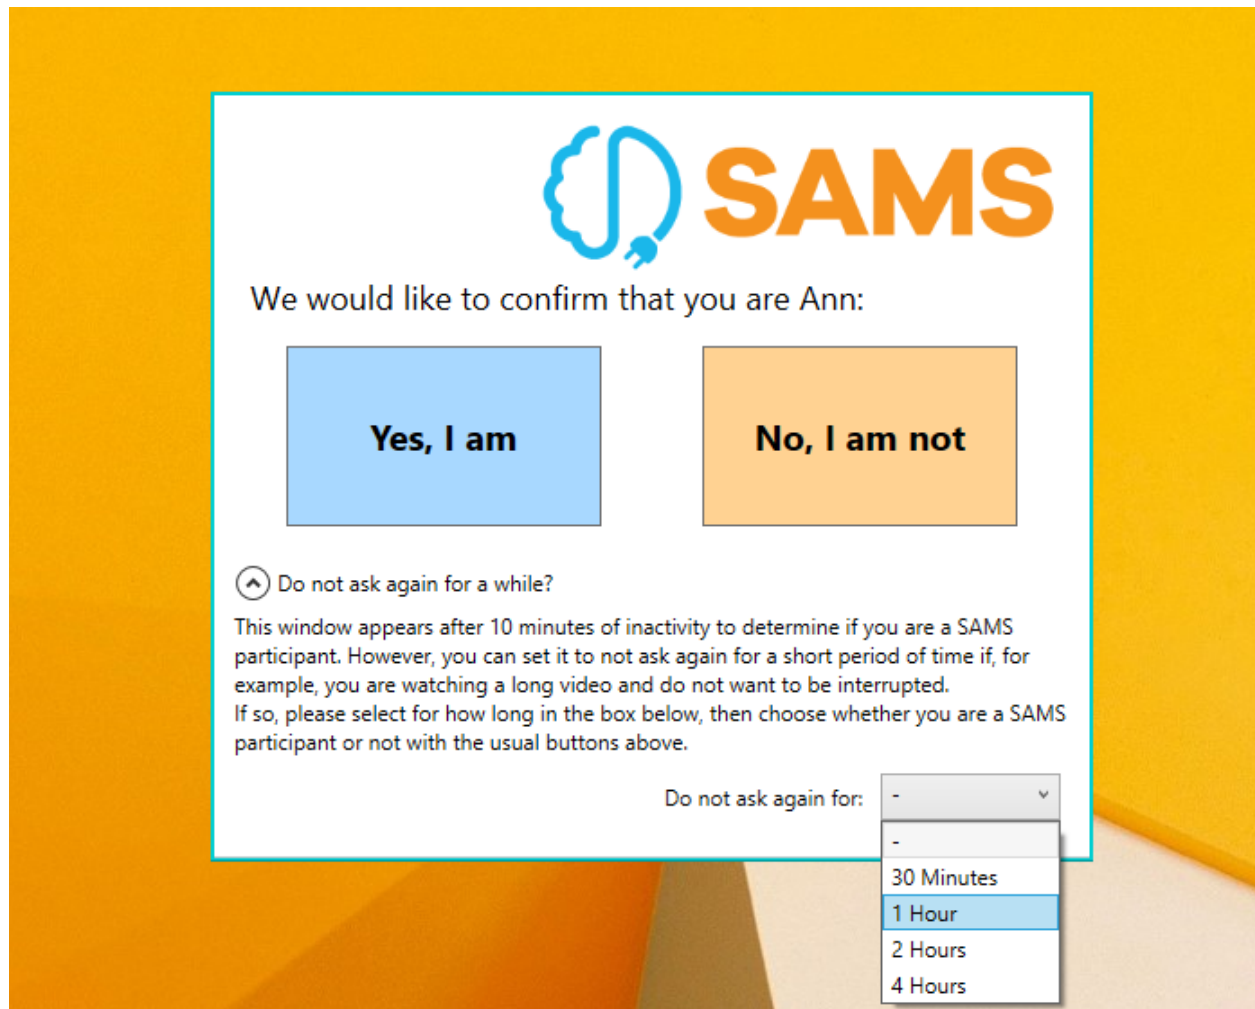 SAMS
We would like to confirm that you are Ann:
Yes, I am
No, I am not
Do not ask again for a while?
This window appears after 10 minutes of inactivity to determine if you are a SAMS
participant. However, you can set it to not ask again for a short period of time if, for
example, you are watching a long video and do not want to be interrupted.
If so, please select for how long in the box below, then choose whether you are a SAMS
participant or not with the usual buttons above.
Do not ask again for:
-
-
30 Minutes
1 Hour
2 Hours
4 Hours